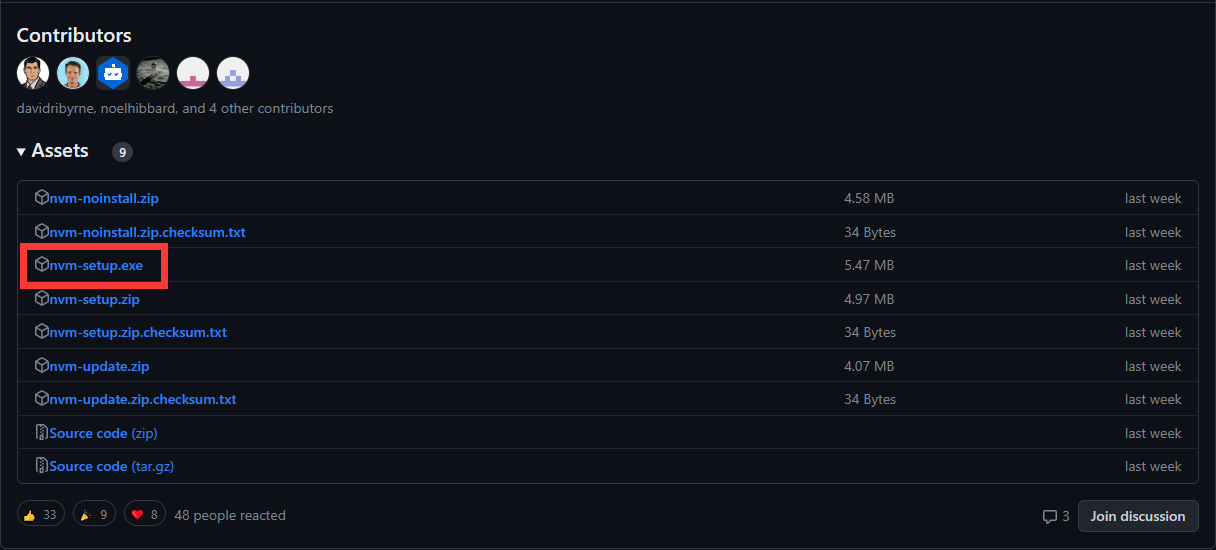 Contributors
davidribyrne, noelhibbard, and 4 other contributors
Assets 9
nvm-noinstall.zip 4.58 MB last week
nvm-noinstall.zip.checksum.txt 34 Bytes last week
nvm-setup.exe 5.47 MB last week
nvm-setup.zip 4.97 MB last week
nvm-setup.zip.checksum.txt 34 Bytes last week
nvm-update.zip 4.07 MB last week
nvm-update.zip.checksum.txt 34 Bytes last week
Source code (zip) last week
Source code (tar.gz) last week
33 9 8 48 people reacted 3 Join discussion